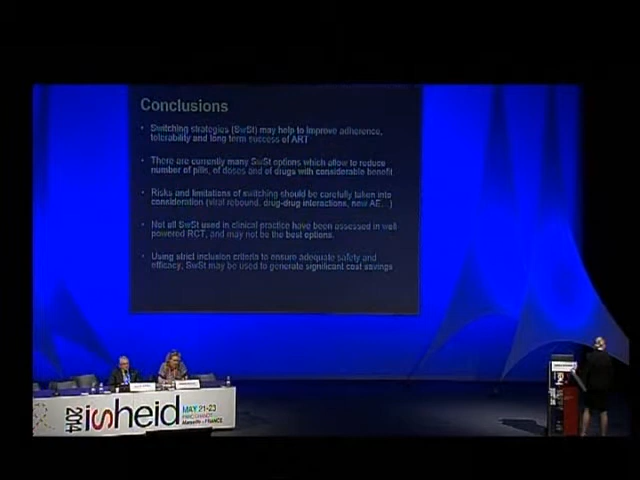 Conclusions
• Switching strategies (SwSt) may help to improve adherence,
tolerability and long term success of ART
• There are currently many SwSt options which allow to reduce
number of pills, of doses and of drugs with considerable benefit
• Risks and limitations of switching should be carefully taken into
consideration (viral rebound, drug-drug interactions, new AE...)
• Not all SwSt used in clinical practice have been assessed in well
powered RCT, and may not be the best options.
• Using strict inclusion criteria to ensure adequate safety and
efficacy, SwSt may be used to generate significant cost savings
2014
isheid
MAY 21-23
Marseille - FRANCE